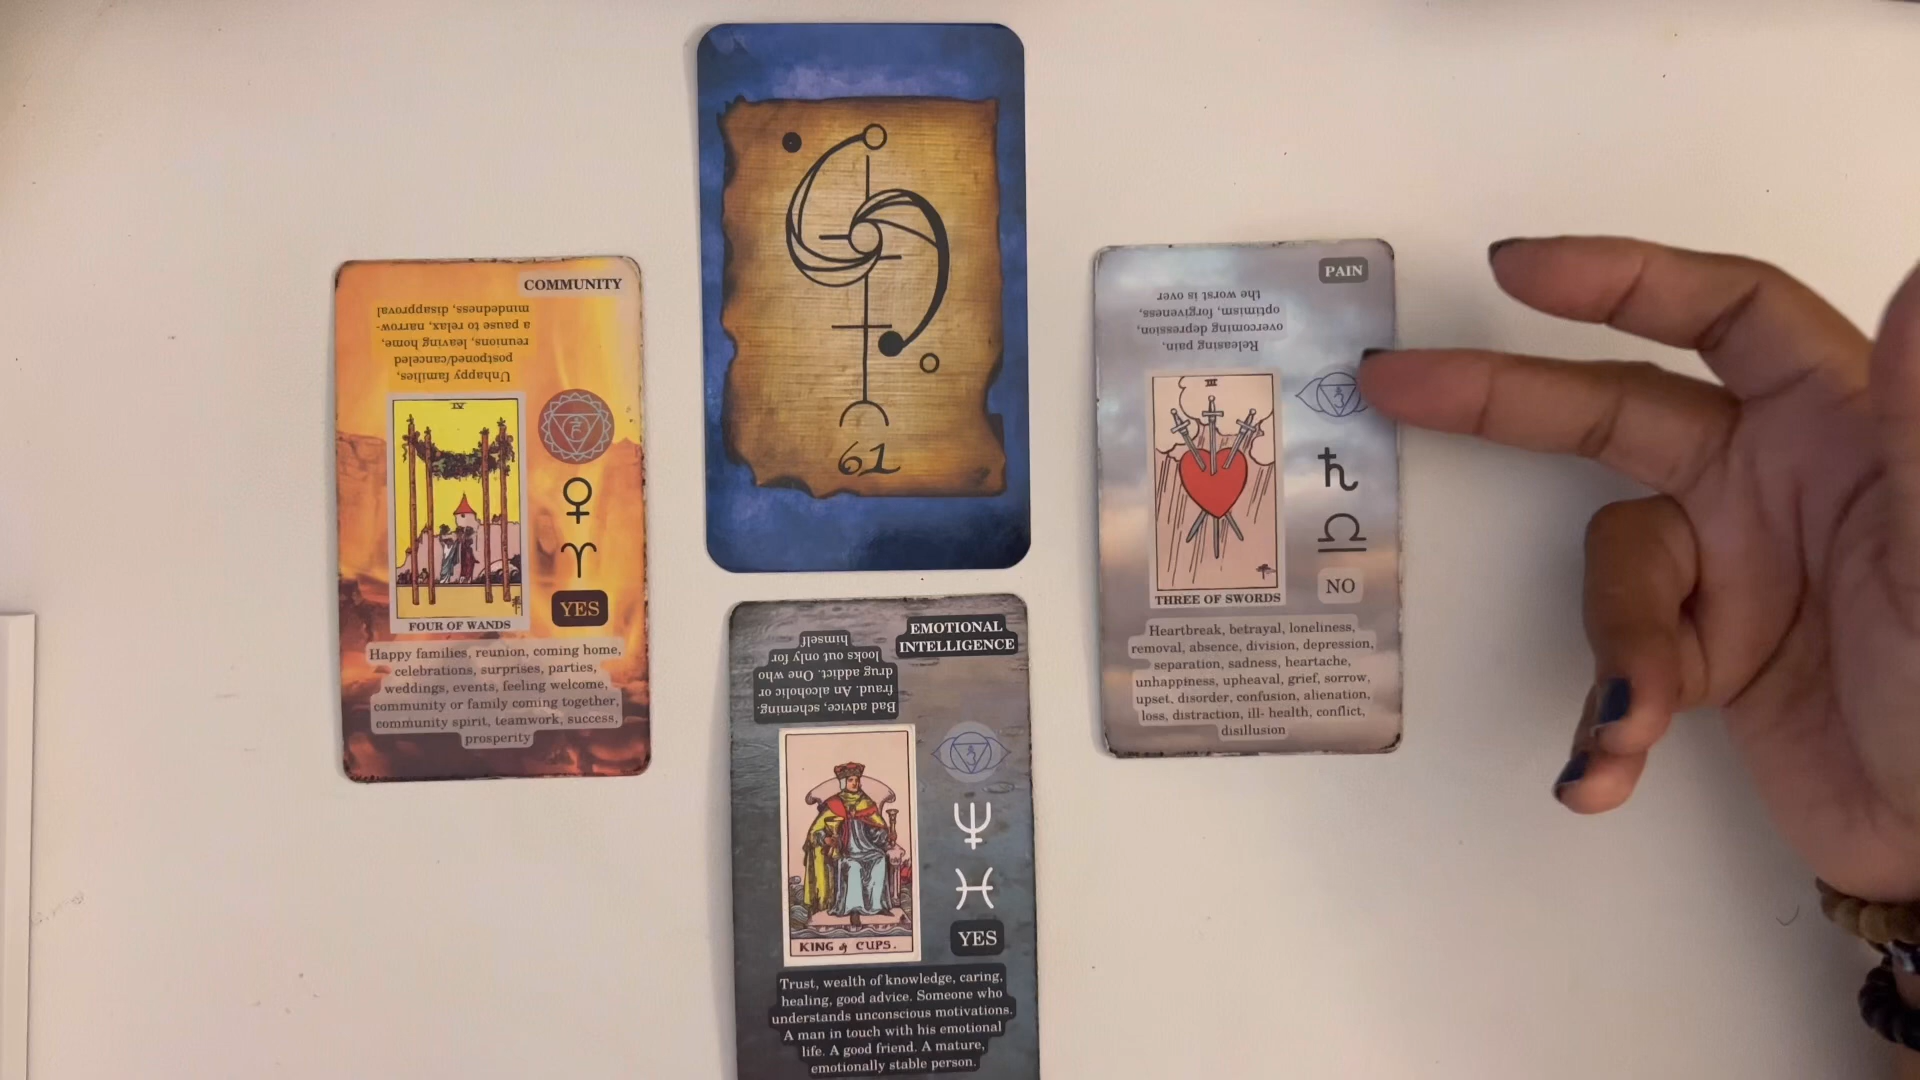 COMMUNITY
Unhappy families,
postponed/canceled
reunions, leaving home,
a pause to relax, narrow-
mindedness, disapproval
IV
YES
FOUR OF WANDS
Happy families, reunion, coming home,
celebrations, surprises, parties,
weddings, events, feeling welcome,
community or family coming together,
community spirit, teamwork, success,
prosperity
61
EMOTIONAL
INTELLIGENCE
Bad advice, scheming.
fraud. An alcoholic or
drug addict. One who
looks out only for
himself
YES
KING of CUPS.
Trust, wealth of knowledge, caring,
healing, good advice. Someone who
understands unconscious motivations.
A man in touch with his emotional
life. A good friend. A mature,
emotionally stable person.
PAIN
Releasing pain,
overcoming depression,
optimism, forgiveness,
the worst is over
III
NO
THREE OF SWORDS
Heartbreak, betrayal, loneliness,
removal, absence, division, depression,
separation, sadness, heartache,
unhappiness, upheaval, grief, sorrow,
upset, disorder, confusion, alienation,
loss, distraction, ill- health, conflict,
disillusion